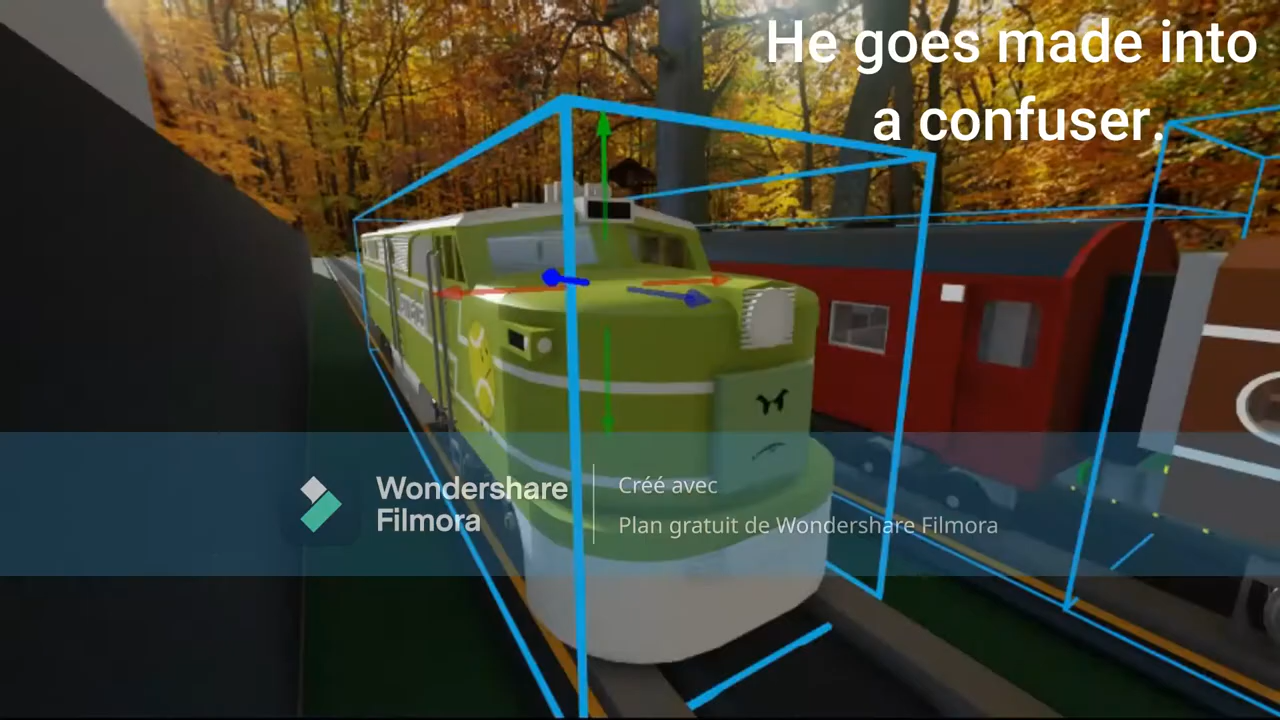 He goes made into
a confuser.
Wondershare
Filmora
Créé avec
Plan gratuit de Wondershare Filmora